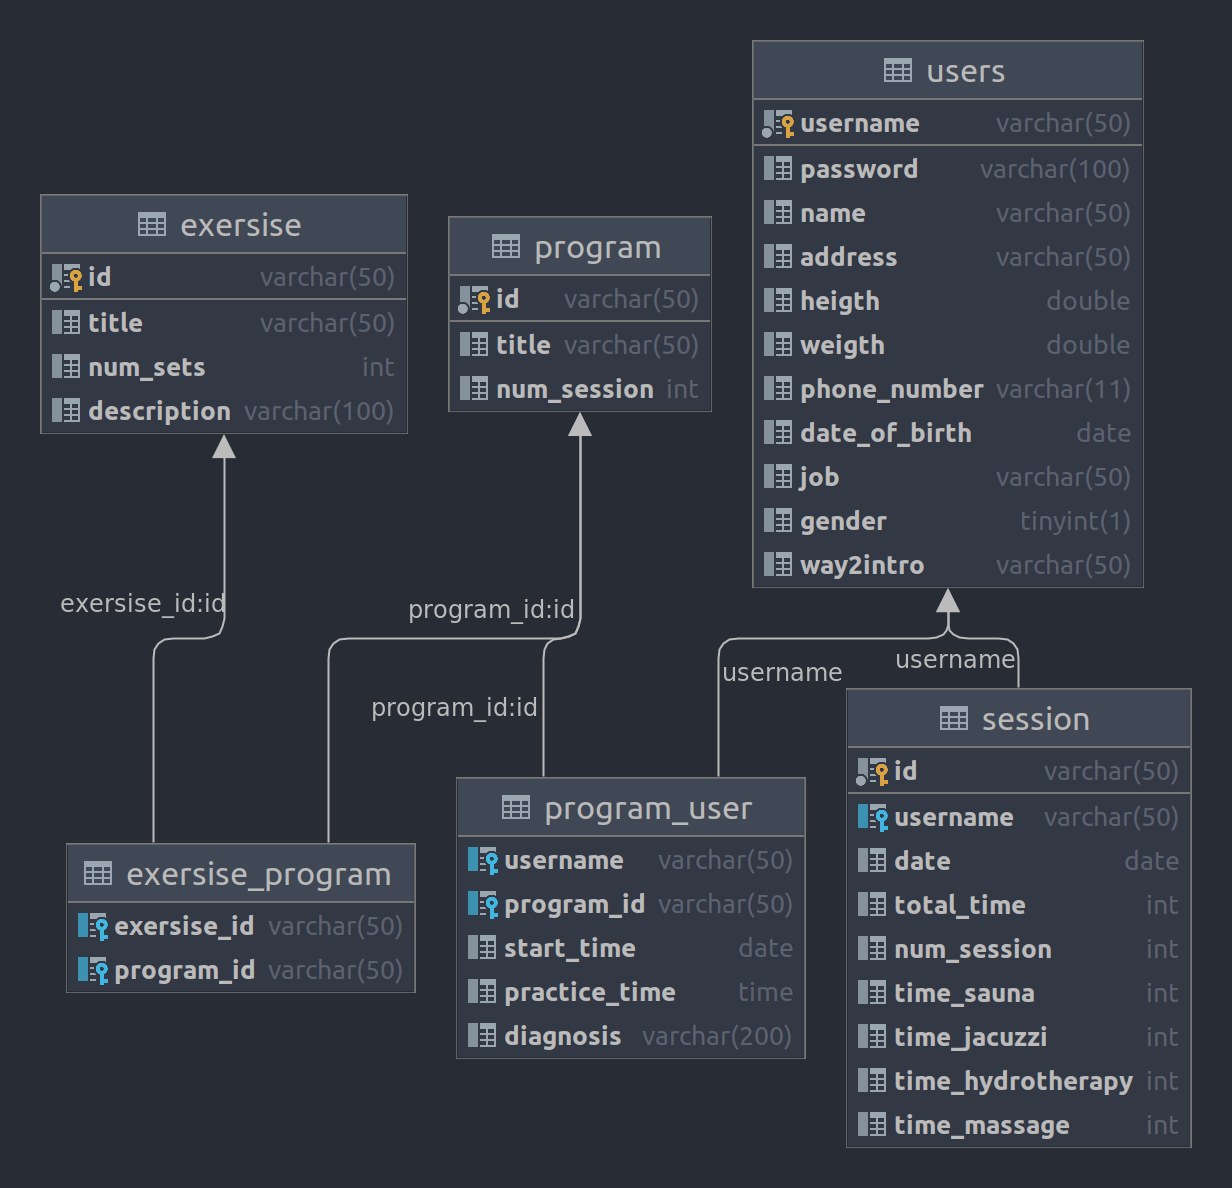 users
username varchar(50)
password varchar(100)
name varchar(50)
address varchar(50)
heigth double
weigth double
phone_number varchar(11)
date_of_birth date
job varchar(50)
gender tinyint(1)
way2intro varchar(50)
exersise
id varchar(50)
title varchar(50)
num_sets int
description varchar(100)
program
id varchar(50)
title varchar(50)
num_session int
exersise_id:id
program_id:id
program_id:id
username
username
session
id varchar(50)
username varchar(50)
date date
total_time int
num_session int
time_sauna int
time_jacuzzi int
time_hydrotherapy int
time_massage int
program_user
username varchar(50)
program_id varchar(50)
start_time date
practice_time time
diagnosis varchar(200)
exersise_program
exersise_id varchar(50)
program_id varchar(50)